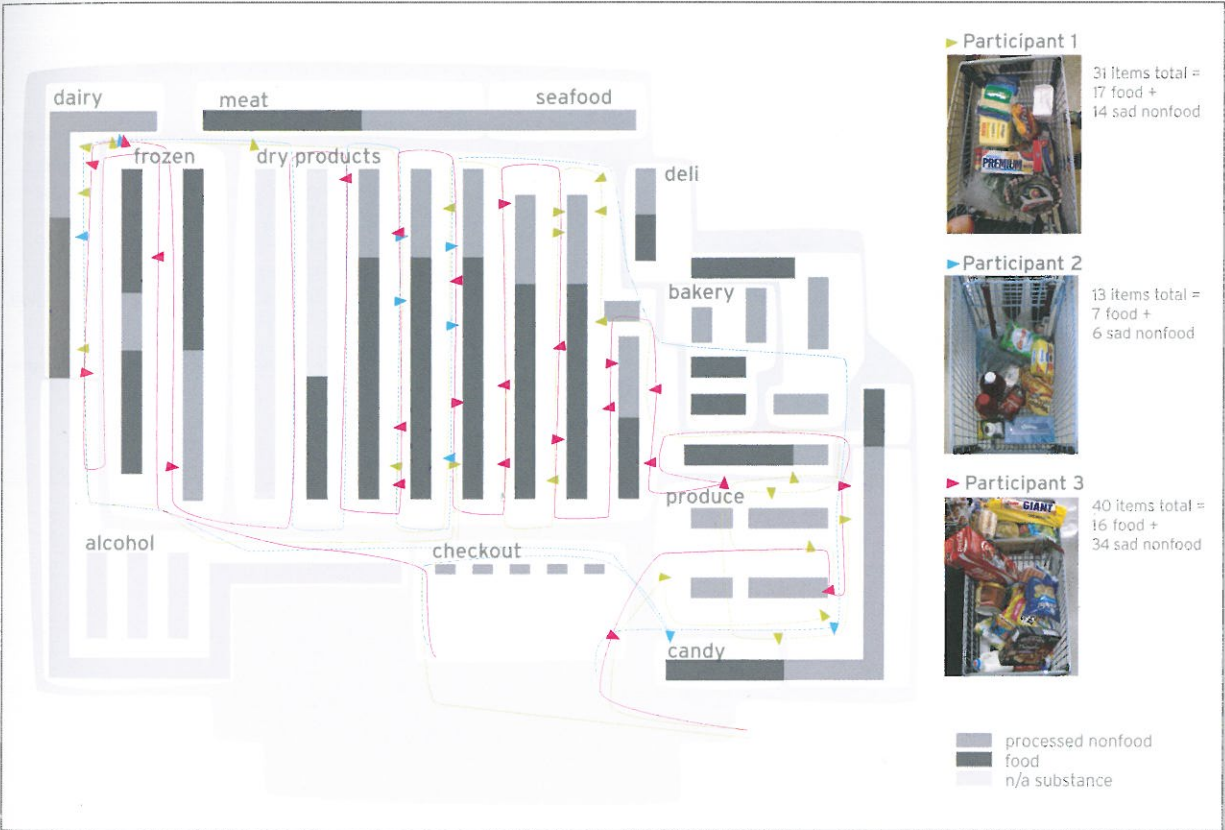 dairy
meat
seafood
frozen
dry products
deli
bakery
produce
alcohol
checkout
candy
Participant 1
31 items total =
17 food +
14 sad nonfood
PREMIUM
Participant 2
13 items total =
7 food +
6 sad nonfood
Participant 3
40 items total =
16 food +
34 sad nonfood
GIANT
processed nonfood
food
n/a substance